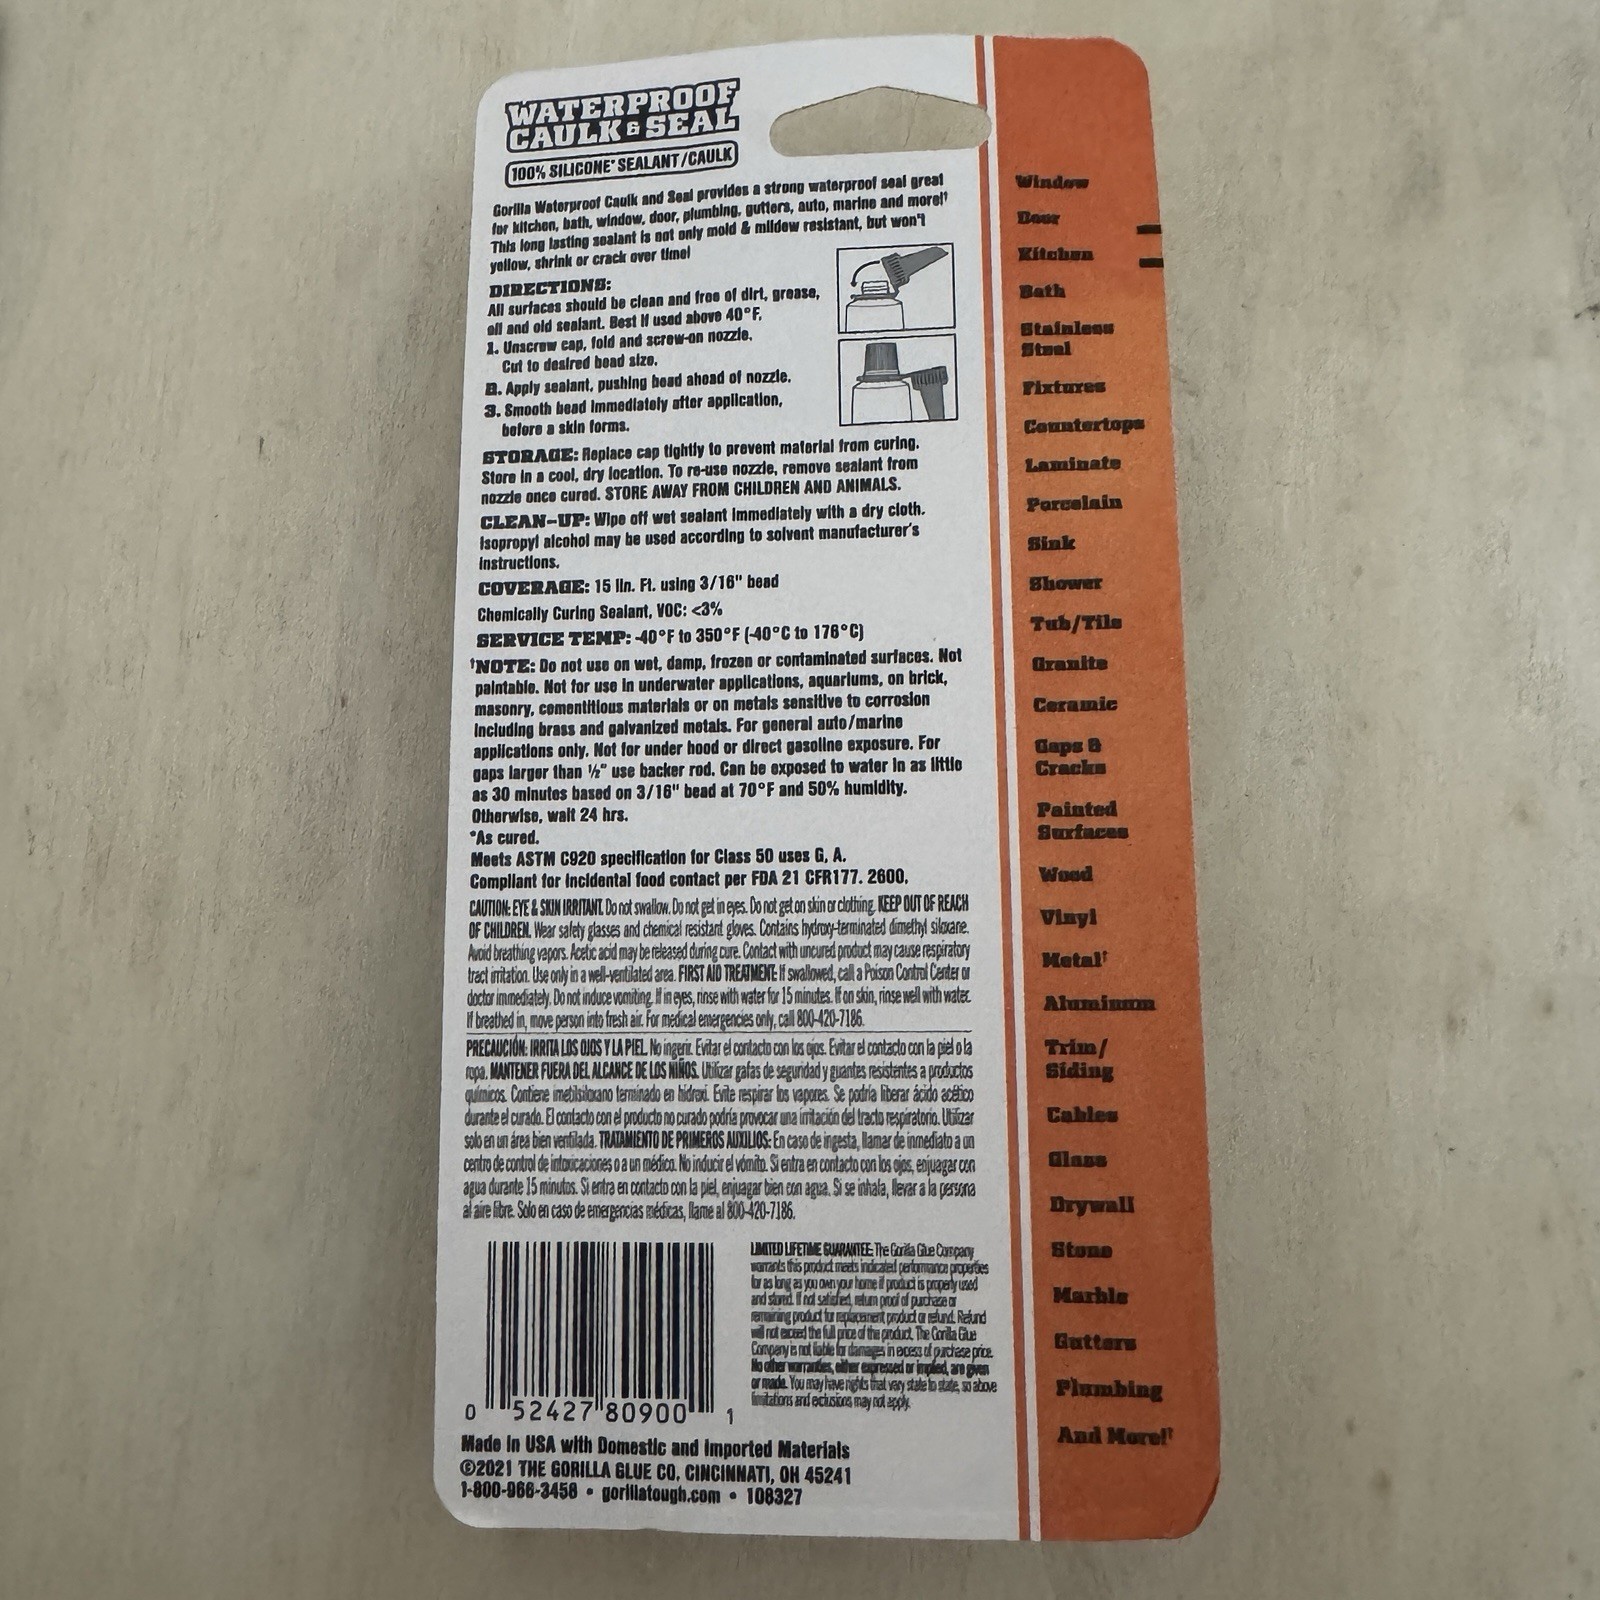 WATERPROOF
CAULK & SEAL
100% SILICONE* SEALANT/CAULK
Gorilla Waterproof Caulk and Seal provides a strong waterproof seal great
for kitchen, bath, window, door, plumbing, gutters, auto, marine and more!†
This long lasting sealant is not only mold & mildew resistant, but won't
yellow, shrink or crack over time!
DIRECTIONS:
All surfaces should be clean and free of dirt, grease,
oil and old sealant. Best if used above 40°F.
1. Unscrew cap, fold and screw-on nozzle.
Cut to desired bead size.
2. Apply sealant, pushing bead ahead of nozzle.
3. Smooth bead immediately after application,
before a skin forms.
STORAGE: Replace cap tightly to prevent material from curing.
Store in a cool, dry location. To re-use nozzle, remove sealant from
nozzle once cured. STORE AWAY FROM CHILDREN AND ANIMALS.
CLEAN-UP: Wipe off wet sealant immediately with a dry cloth.
Isopropyl alcohol may be used according to solvent manufacturer's
instructions.
COVERAGE: 15 lin. Ft. using 3/16" bead
Chemically Curing Sealant, VOC: <3%
SERVICE TEMP: -40°F to 350°F (-40°C to 176°C)
†NOTE: Do not use on wet, damp, frozen or contaminated surfaces. Not
paintable. Not for use in underwater applications, aquariums, on brick,
masonry, cementitious materials or on metals sensitive to corrosion
including brass and galvanized metals. For general auto/marine
applications only. Not for under hood or direct gasoline exposure. For
gaps larger than ½" use backer rod. Can be exposed to water in as little
as 30 minutes based on 3/16" bead at 70°F and 50% humidity.
Otherwise, wait 24 hrs.
*As cured.
Meets ASTM C920 specification for Class 50 uses G, A.
Compliant for incidental food contact per FDA 21 CFR177. 2600.
CAUTION: EYE & SKIN IRRITANT. Do not swallow. Do not get in eyes. Do not get on skin or clothing. KEEP OUT OF REACH
OF CHILDREN. Wear safety glasses and chemical resistant gloves. Contains hydroxy-terminated dimethyl siloxane.
Avoid breathing vapors. Acetic acid may be released during cure. Contact with uncured product may cause respiratory
tract irritation. Use only in a well-ventilated area. FIRST AID TREATMENT: If swallowed, call a Poison Control Center or
doctor immediately. Do not induce vomiting. If in eyes, rinse with water for 15 minutes. If on skin, rinse well with water.
If breathed in, move person into fresh air. For medical emergencies only, call 800-420-7186.
PRECAUCIÓN: IRRITA LOS OJOS Y LA PIEL. No ingerir. Evitar el contacto con los ojos. Evitar el contacto con la piel o la
ropa. MANTENER FUERA DEL ALCANCE DE LOS NIÑOS. Utilizar gafas de seguridad y guantes resistentes a productos
químicos. Contiene terminado en hidroxi. Evite respirar los vapores. Se podría liberar ácido acético
durante el curado. El contacto con el producto no curado podría provocar una irritación del tracto respiratorio. Utilizar
solo en un área bien ventilada. TRATAMIENTO DE PRIMEROS AUXILIOS: En caso de ingesta, llamar de inmediato a un
centro de control de intoxicaciones o a un médico. No inducir el vómito. Si entra en contacto con los ojos, enjuagar con
agua durante 15 minutos. Si entra en contacto con la piel, enjuagar bien con agua. Si se inhala, llevar a la persona
al aire libre. Solo en caso de emergencias médicas, llame al 800-420-7186.
LIMITED LIFETIME GUARANTEE: The Gorilla Glue Company
warrants this product meets indicated performance properties
for as long as you own your home if product is properly used
and stored. If not satisfied, return proof of purchase or
remaining product for replacement product or refund. Refund
will not exceed the full price of the product. The Gorilla Glue
Company is not liable for damages in excess of purchase price.
No other warranties, either expressed or implied, are given
or made. You may have rights that vary state to state, so above
limitations and exclusions may not apply.
0 52427 80900 1
Made in USA with Domestic and Imported Materials
©2021 THE GORILLA GLUE CO, CINCINNATI, OH 45241
1-800-966-3458 • gorillatough.com • 108327
Window
Door
Kitchen
Bath
Stainless
Steel
Fixtures
Countertops
Laminate
Porcelain
Sink
Shower
Tub/Tile
Granite
Ceramic
Gaps &
Cracks
Painted
Surfaces
Wood
Vinyl
Metal†
Aluminum
Trim/
Siding
Cables
Glass
Drywall
Stone
Marble
Gutters
Plumbing
And More!†